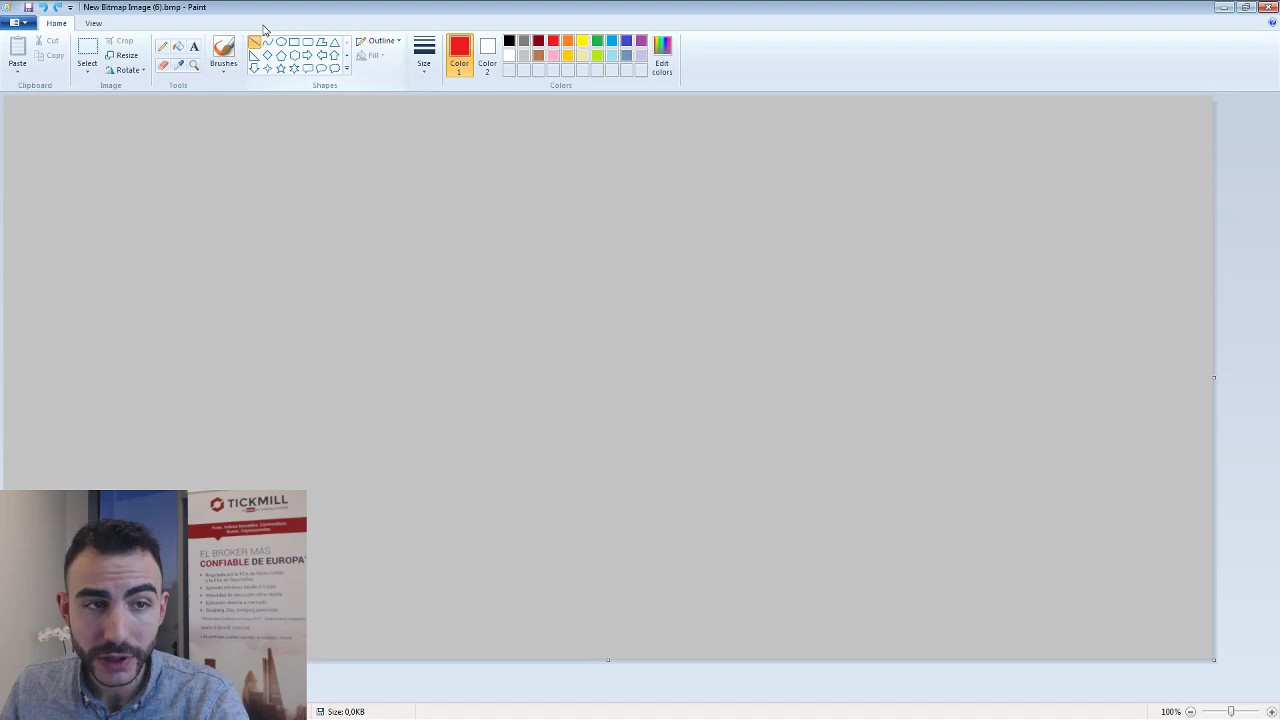 New Bitmap Image (6).bmp - Paint
Home View
Paste
Cut
Copy
Clipboard
Select
Crop
Resize
Rotate
Image
A
Tools
Brushes
Outline
Fill
Shapes
Size
Color 1
Color 2
Edit colors
Colors
TICKMILL
EL BROKER MÁS
CONFIABLE DE EUROPA*
Size: 0,0KB
100%